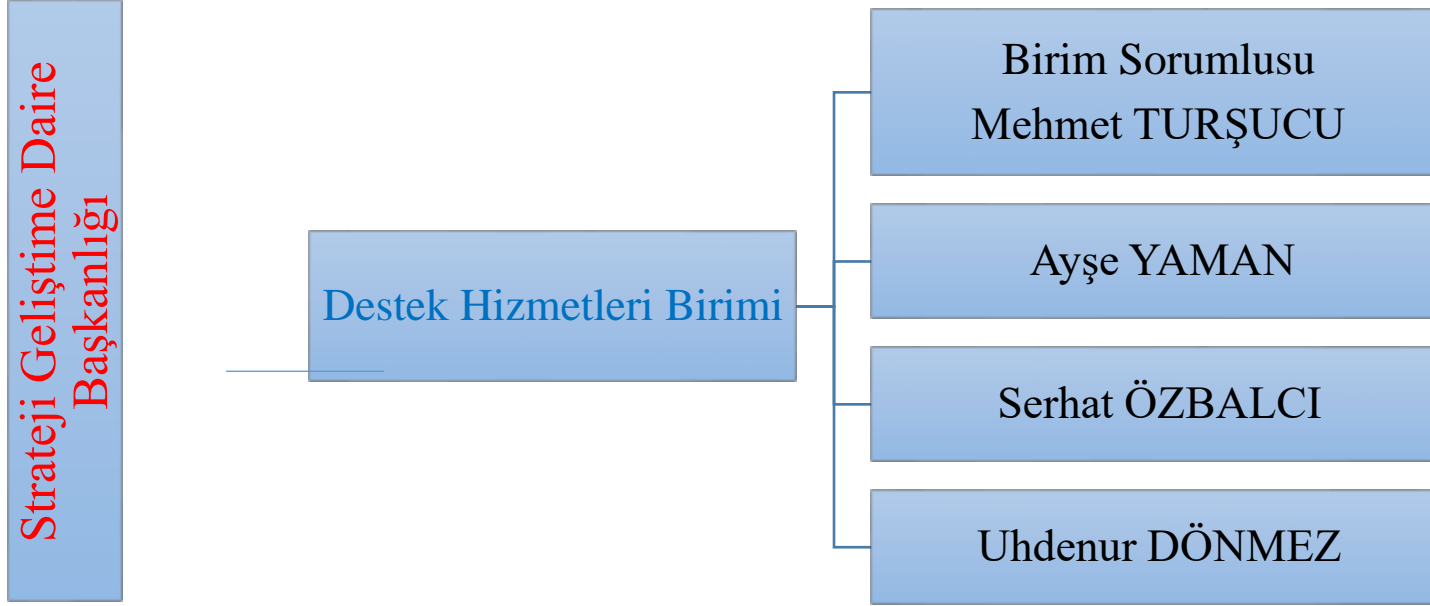 Strateji Geliştime Daire
Başkanlığı
Destek Hizmetleri Birimi
Birim Sorumlusu
Mehmet TURŞUCU
Ayşe YAMAN
Serhat ÖZBALCI
Uhdenur DÖNMEZ